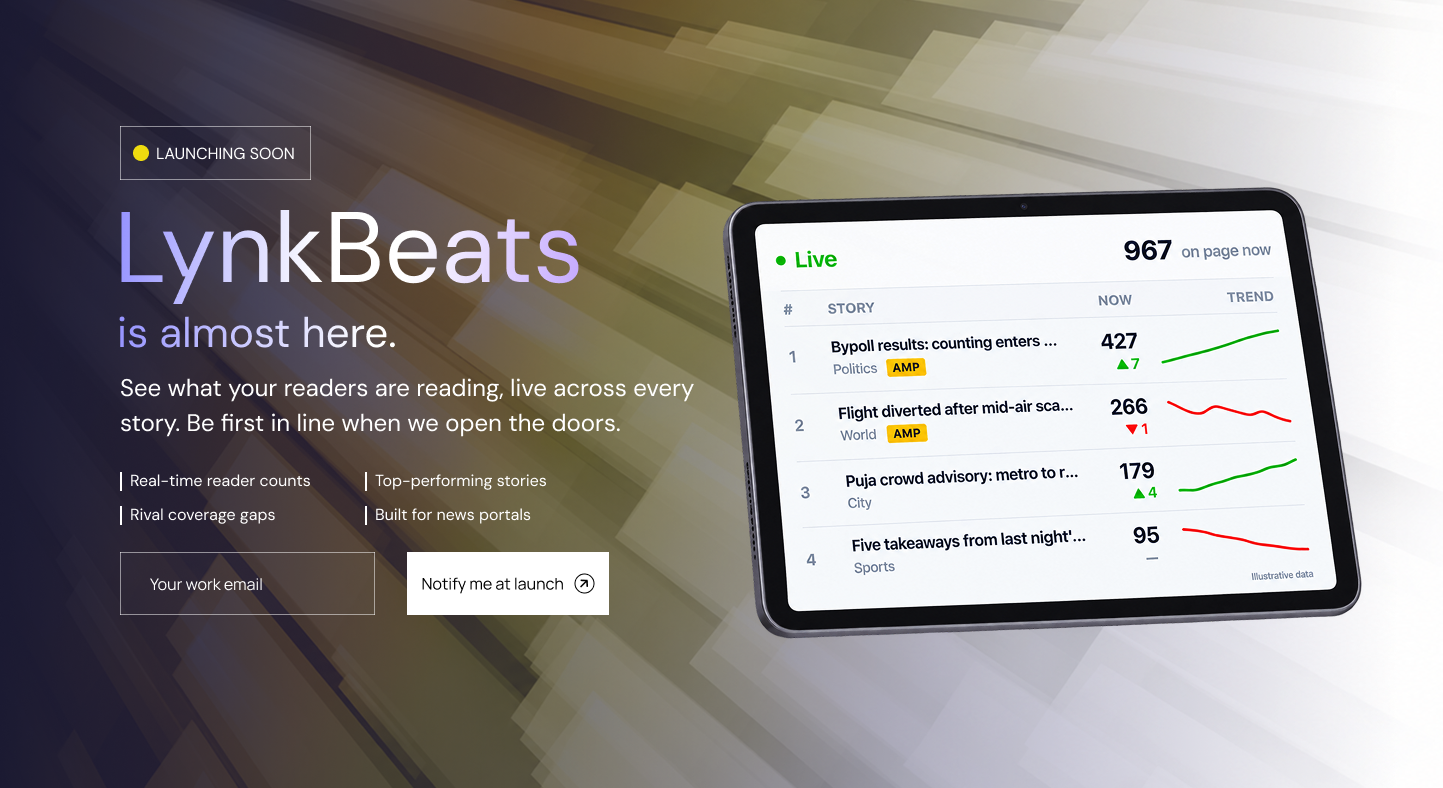 LAUNCHING SOON
LynkBeats
is almost here.
See what your readers are reading, live across every
story. Be first in line when we open the doors.
Real-time reader counts
Top-performing stories
Rival coverage gaps
Built for news portals
Your work email
Notify me at launch
Live
967 on page now
# STORY NOW TREND
1 Bypoll results: counting enters ... 427
Politics AMP ▲7
2 Flight diverted after mid-air sca... 266
World AMP ▼1
3 Puja crowd advisory: metro to r... 179
City ▲4
4 Five takeaways from last night'... 95
Sports —
Illustrative data